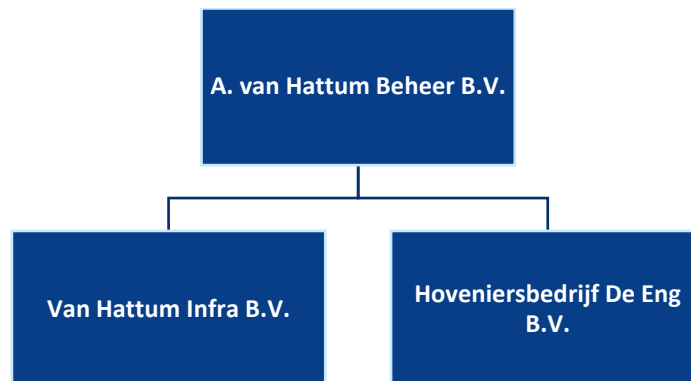 A. van Hattum Beheer B.V.
Van Hattum Infra B.V.
Hoveniersbedrijf De Eng
B.V.